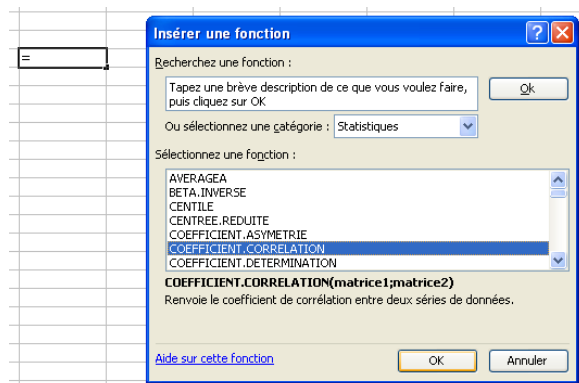 Insérer une fonction
=
Recherchez une fonction :
Tapez une brève description de ce que vous voulez faire,
puis cliquez sur OK
Ok
Ou sélectionnez une catégorie : Statistiques
Sélectionnez une fonction :
AVERAGEA
BETA.INVERSE
CENTILE
CENTREE.REDUITE
COEFFICIENT.ASYMETRIE
COEFFICIENT.CORRELATION
COEFFICIENT.DETERMINATION
COEFFICIENT.CORRELATION(matrice1;matrice2)
Renvoie le coefficient de corrélation entre deux séries de données.
Aide sur cette fonction
OK
Annuler